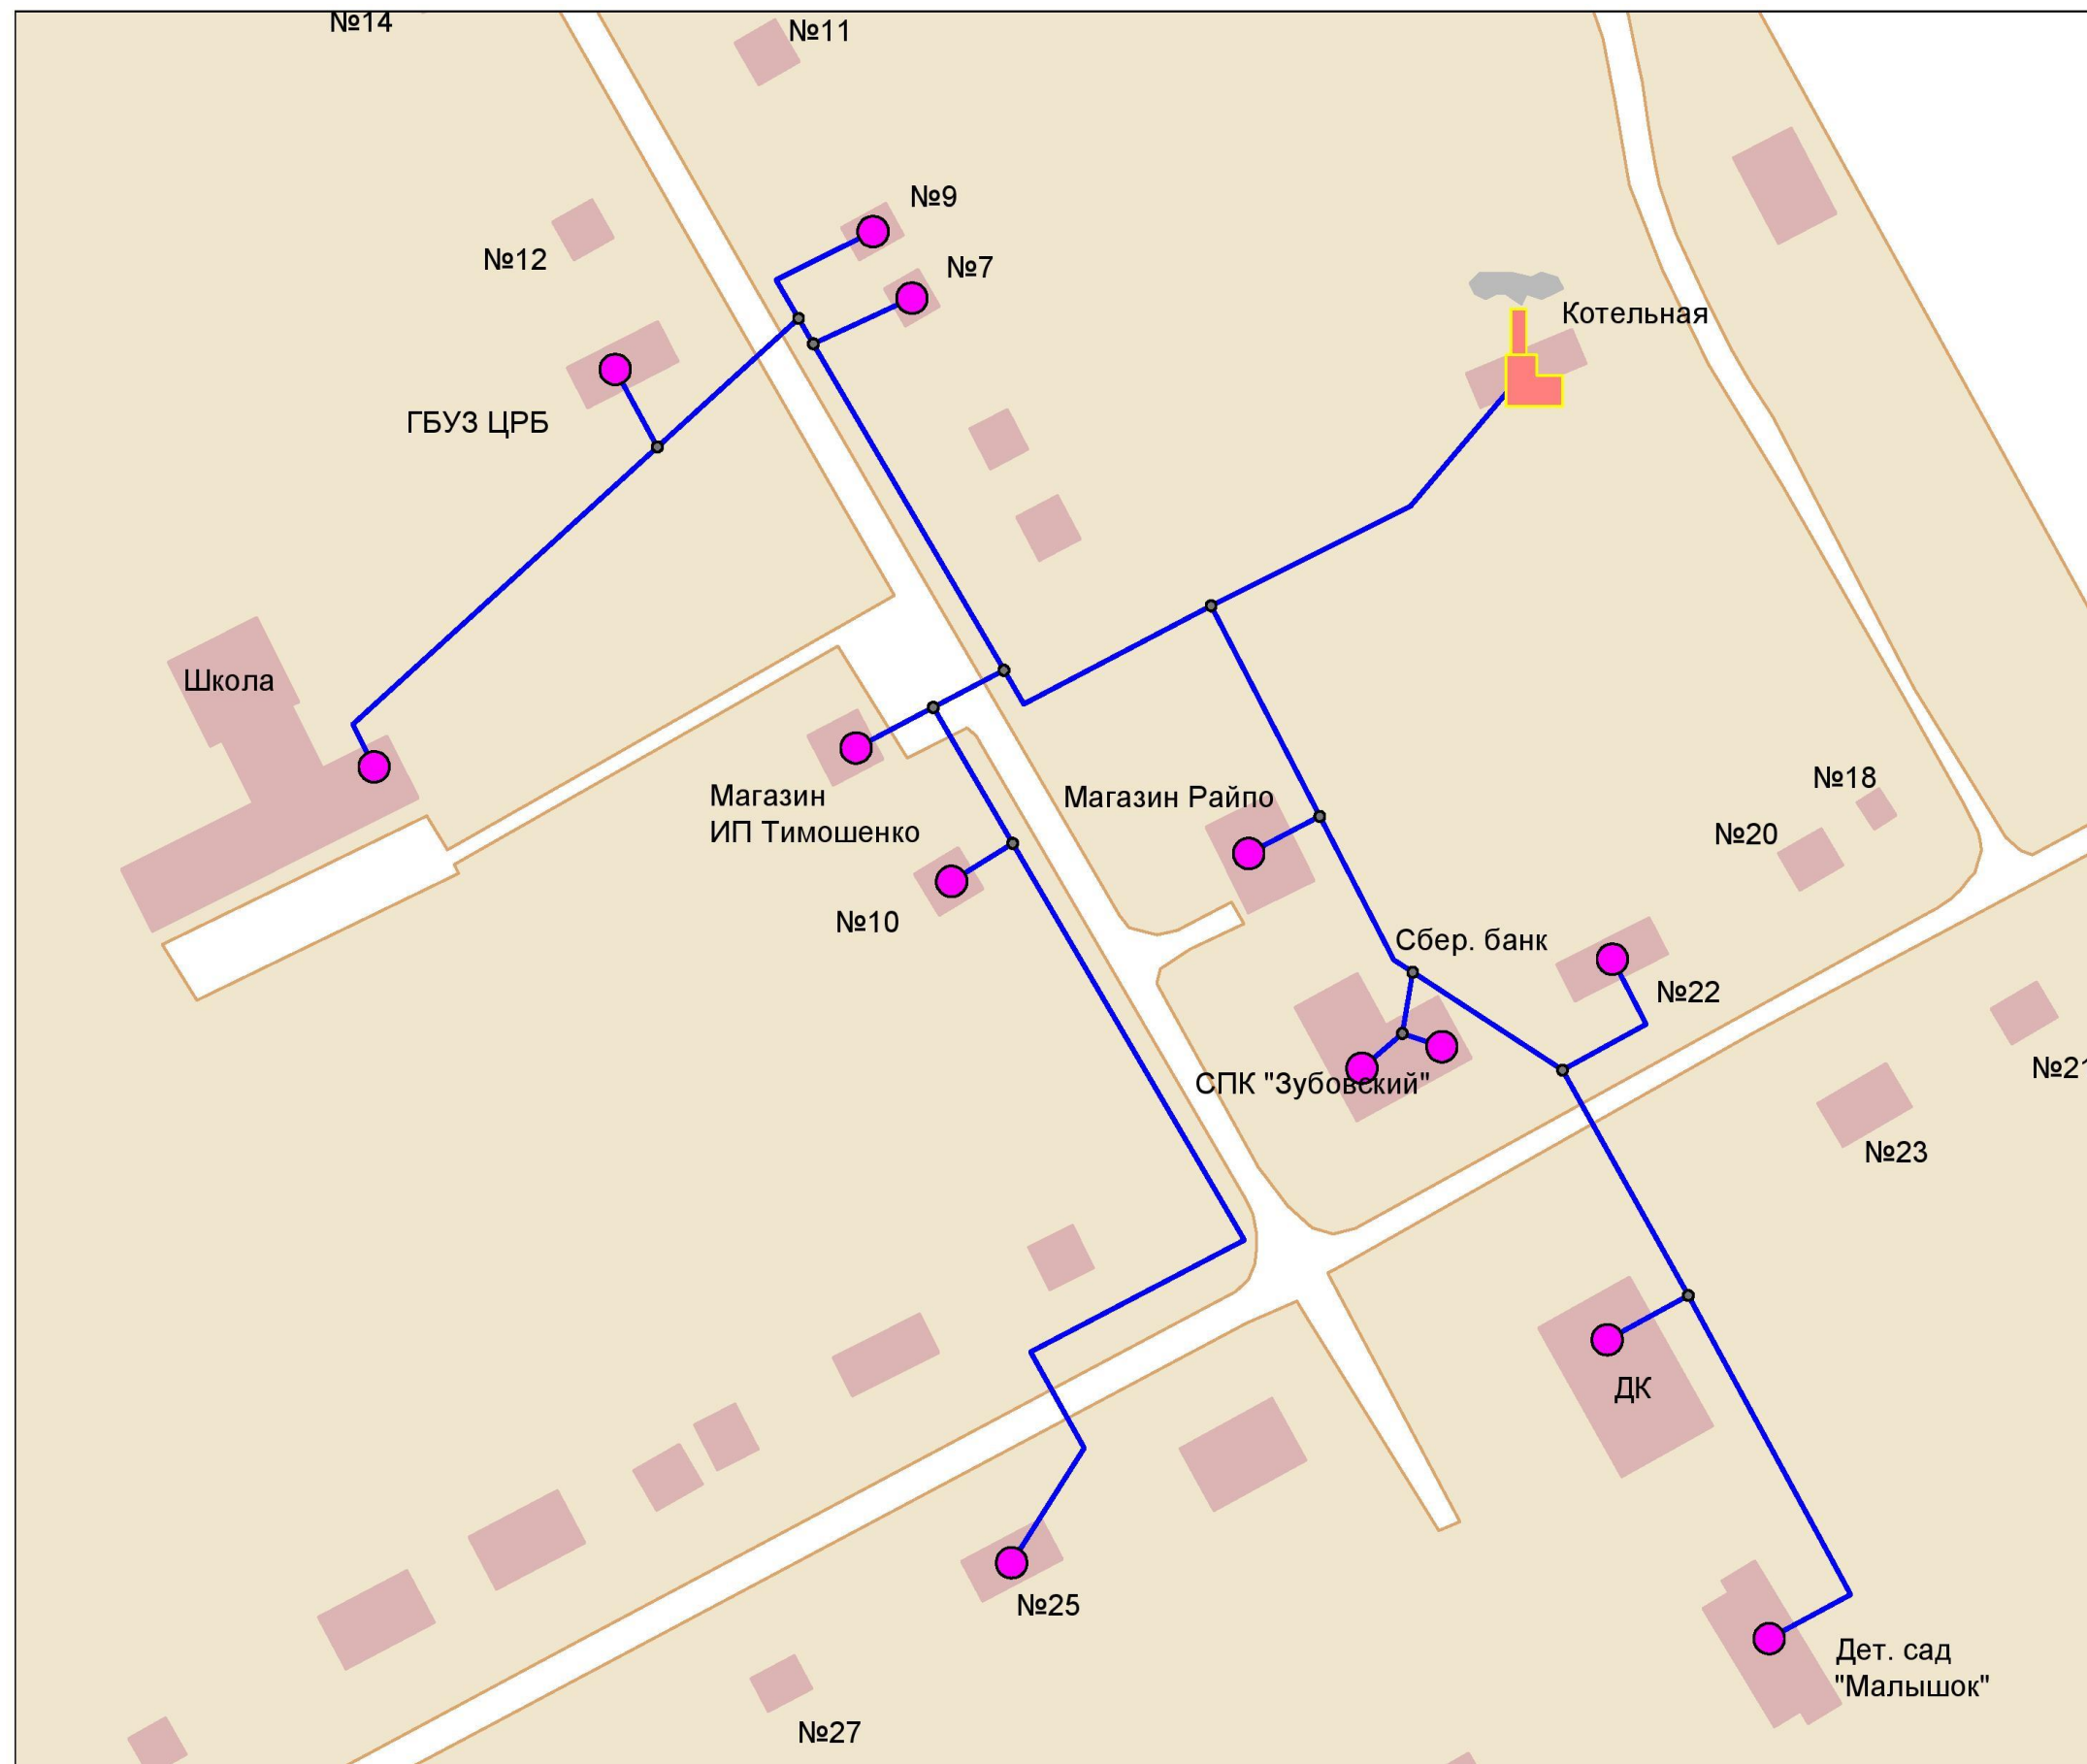 №14
№11
№9
№12
№7
Котельная
ГБУЗ ЦРБ
Школа
Магазин
ИП Тимошенко
Магазин Райпо
№18
№20
№10
Сбер. банк
№22
СПК "Зубовский"
№21
№23
ДК
№25
Дет. сад
"Малышок"
№27